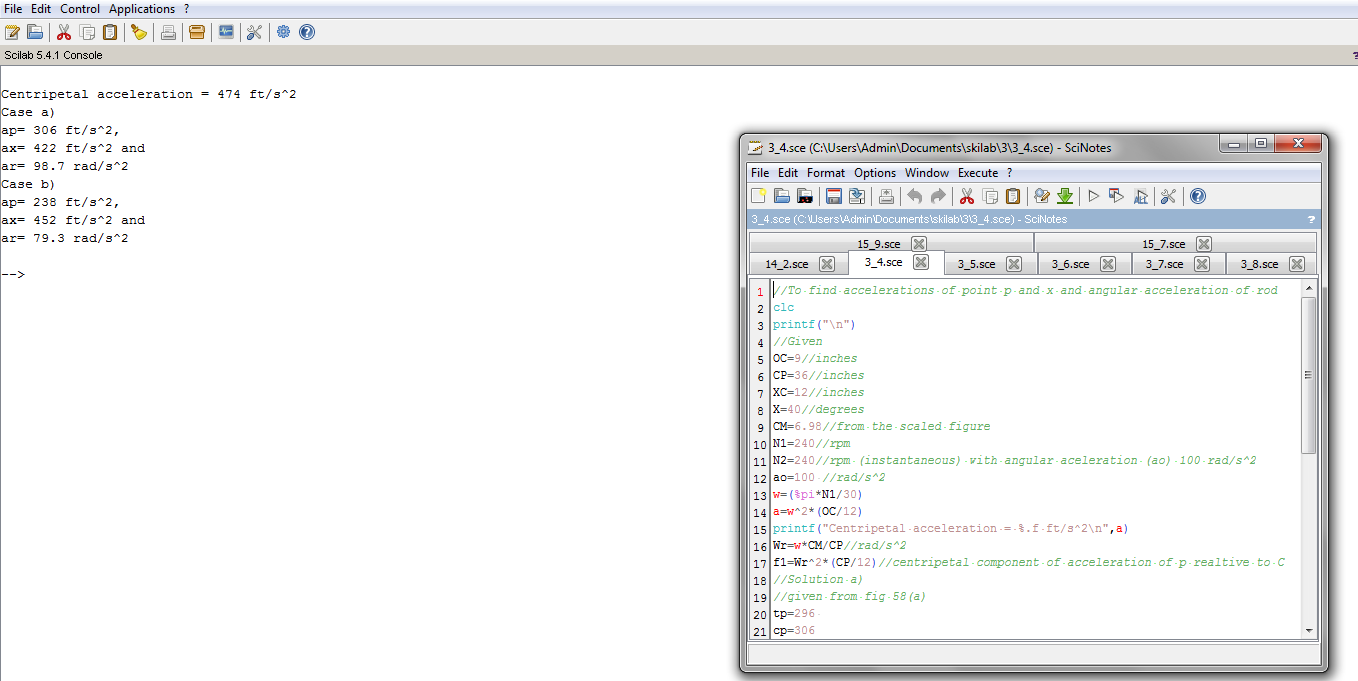 File Edit Control Applications ?
Scilab 5.4.1 Console
?
Centripetal acceleration = 474 ft/s^2
Case a)
ap= 306 ft/s^2,
ax= 422 ft/s^2 and
ar= 98.7 rad/s^2
Case b)
ap= 238 ft/s^2,
ax= 452 ft/s^2 and
ar= 79.3 rad/s^2
-->
3_4.sce (C:\Users\Admin\Documents\skilab\3\3_4.sce) - SciNotes
File Edit Format Options Window Execute ?
3_4.sce (C:\Users\Admin\Documents\skilab\3\3_4.sce) - SciNotes
?
15_9.sce 15_7.sce
14_2.sce 3_4.sce 3_5.sce 3_6.sce 3_7.sce 3_8.sce
1 //To find accelerations of point p and x and angular acceleration of rod
2 clc
3 printf("\n")
4 //Given
5 OC=9//inches
6 CP=36//inches
7 XC=12//inches
8 X=40//degrees
9 CM=6.98//from the scaled figure
10 N1=240//rpm
11 N2=240//rpm (instantaneous) with angular aceleration (ao) 100 rad/s^2
12 ao=100 //rad/s^2
13 w=(%pi*N1/30)
14 a=w^2*(OC/12)
15 printf("Centripetal acceleration = %.f ft/s^2\n",a)
16 Wr=w*CM/CP//rad/s^2
17 f1=Wr^2*(CP/12)//centripetal component of acceleration of p realtive to C
18 //Solution a)
19 //given from fig 58(a)
20 tp=296
21 cp=306